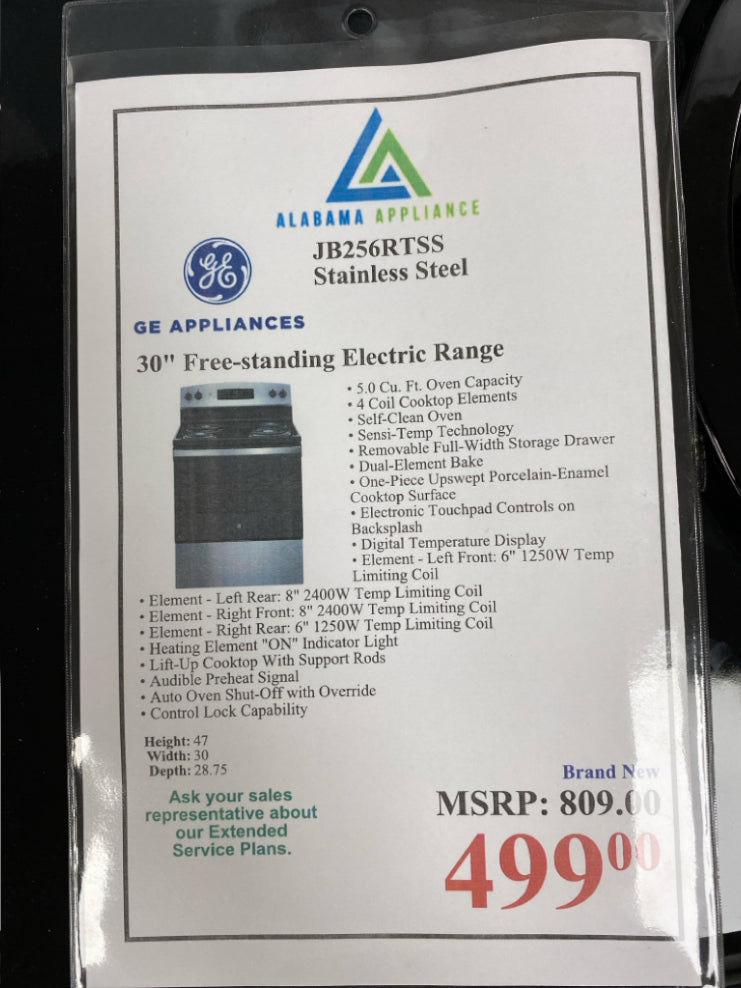 ALABAMA APPLIANCE
JB256RTSS
Stainless Steel
GE
GE APPLIANCES
30" Free-standing Electric Range
• 5.0 Cu. Ft. Oven Capacity
• 4 Coil Cooktop Elements
• Self-Clean Oven
• Sensi-Temp Technology
• Removable Full-Width Storage Drawer
• Dual-Element Bake
• One-Piece Upswept Porcelain-Enamel
Cooktop Surface
• Electronic Touchpad Controls on
Backsplash
• Digital Temperature Display
• Element - Left Front: 6" 1250W Temp
Limiting Coil
• Element - Left Rear: 8" 2400W Temp Limiting Coil
• Element - Right Front: 8" 2400W Temp Limiting Coil
• Element - Right Rear: 6" 1250W Temp Limiting Coil
• Heating Element "ON" Indicator Light
• Lift-Up Cooktop With Support Rods
• Audible Preheat Signal
• Auto Oven Shut-Off with Override
• Control Lock Capability
Height: 47
Width: 30
Depth: 28.75
Ask your sales
representative about
our Extended
Service Plans.
Brand New
MSRP: 809.00
49900